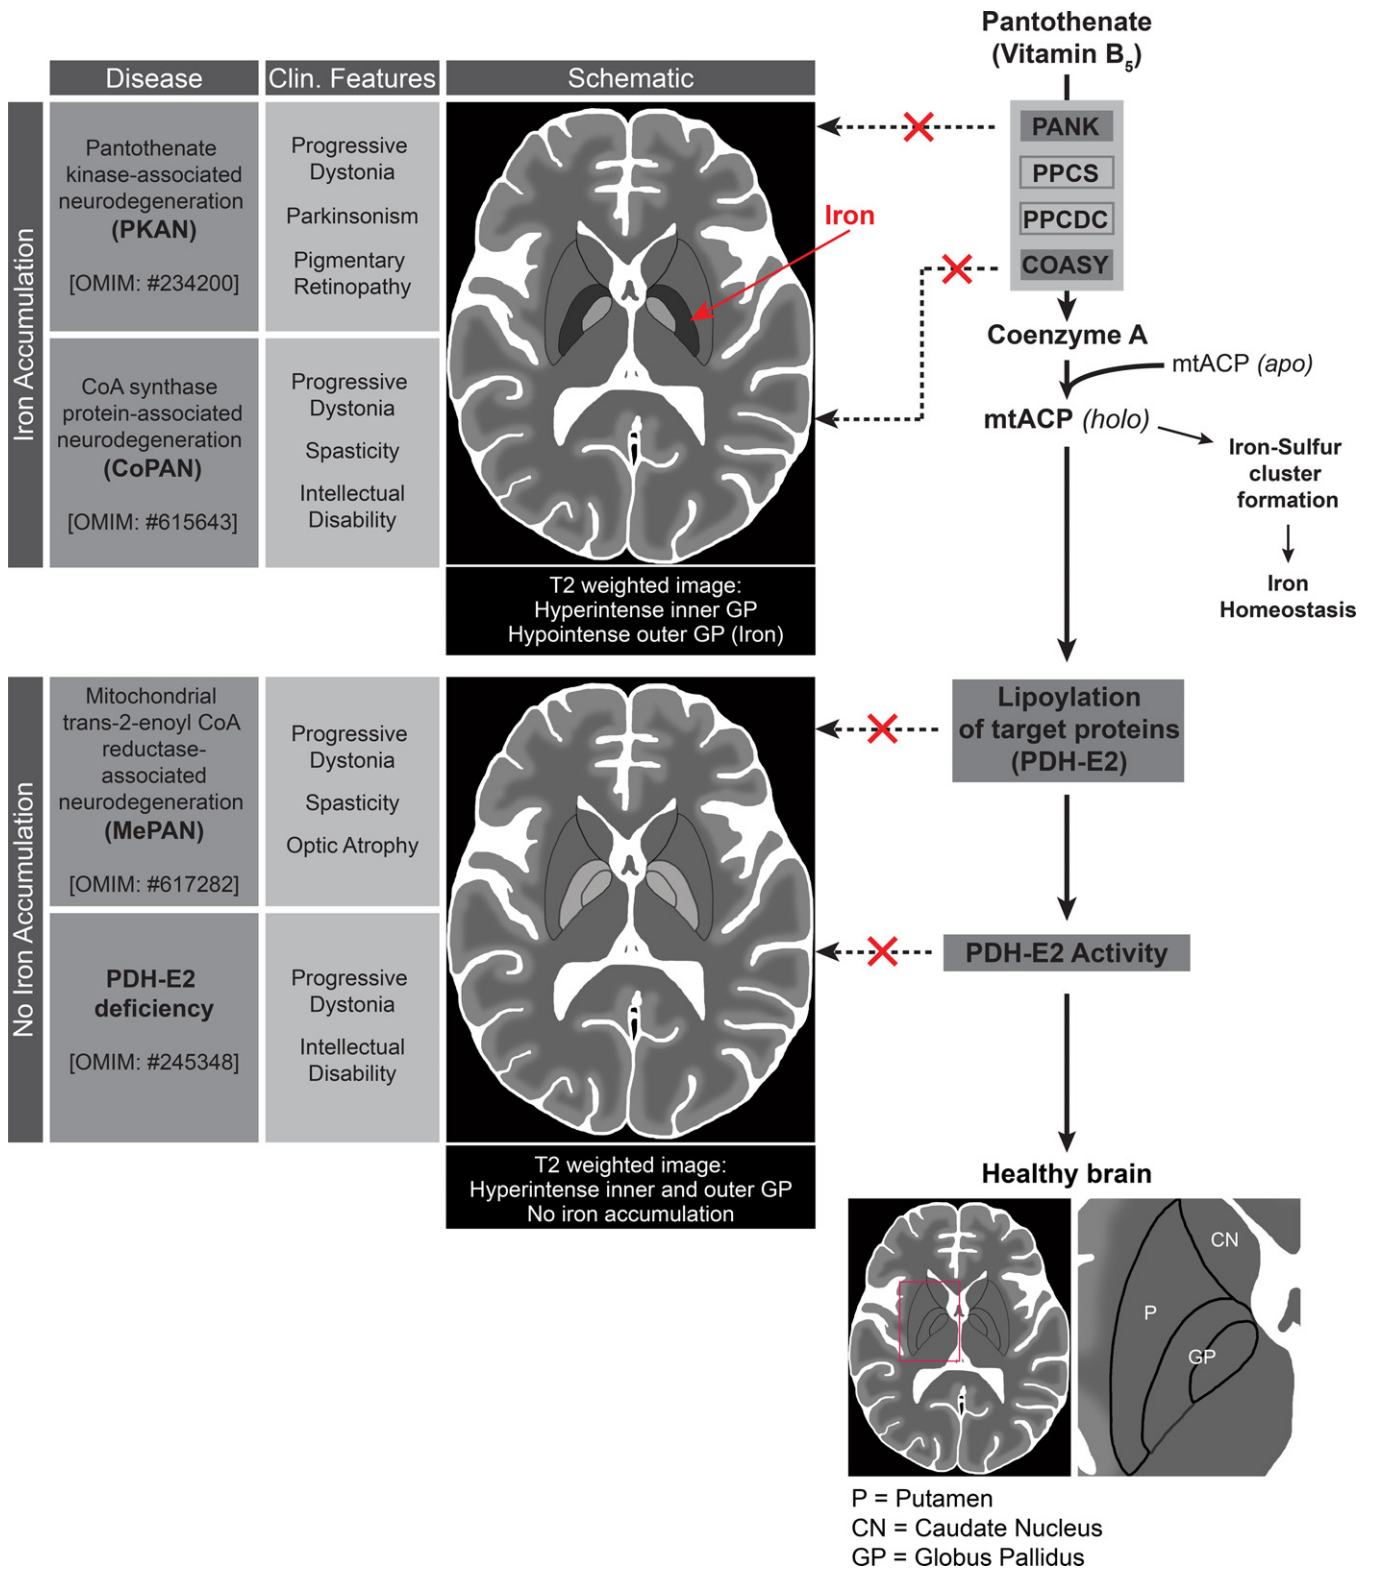 Disease
Clin. Features
Schematic
Iron Accumulation
Pantothenate
kinase-associated
neurodegeneration
(PKAN)
[OMIM: #234200]
Progressive
Dystonia
Parkinsonism
Pigmentary
Retinopathy
CoA synthase
protein-associated
neurodegeneration
(CoPAN)
[OMIM: #615643]
Progressive
Dystonia
Spasticity
Intellectual
Disability
Iron
T2 weighted image:
Hyperintense inner GP
Hypointense outer GP (Iron)
No Iron Accumulation
Mitochondrial
trans-2-enoyl CoA
reductase-
associated
neurodegeneration
(MePAN)
[OMIM: #617282]
Progressive
Dystonia
Spasticity
Optic Atrophy
PDH-E2
deficiency
[OMIM: #245348]
Progressive
Dystonia
Intellectual
Disability
T2 weighted image:
Hyperintense inner and outer GP
No iron accumulation
Pantothenate
(Vitamin B5)
PANK
PPCS
PPCDC
COASY
Coenzyme A
mtACP (apo)
mtACP (holo)
Iron-Sulfur
cluster
formation
Iron
Homeostasis
Lipoylation
of target proteins
(PDH-E2)
PDH-E2 Activity
Healthy brain
CN
P
GP
P = Putamen
CN = Caudate Nucleus
GP = Globus Pallidus